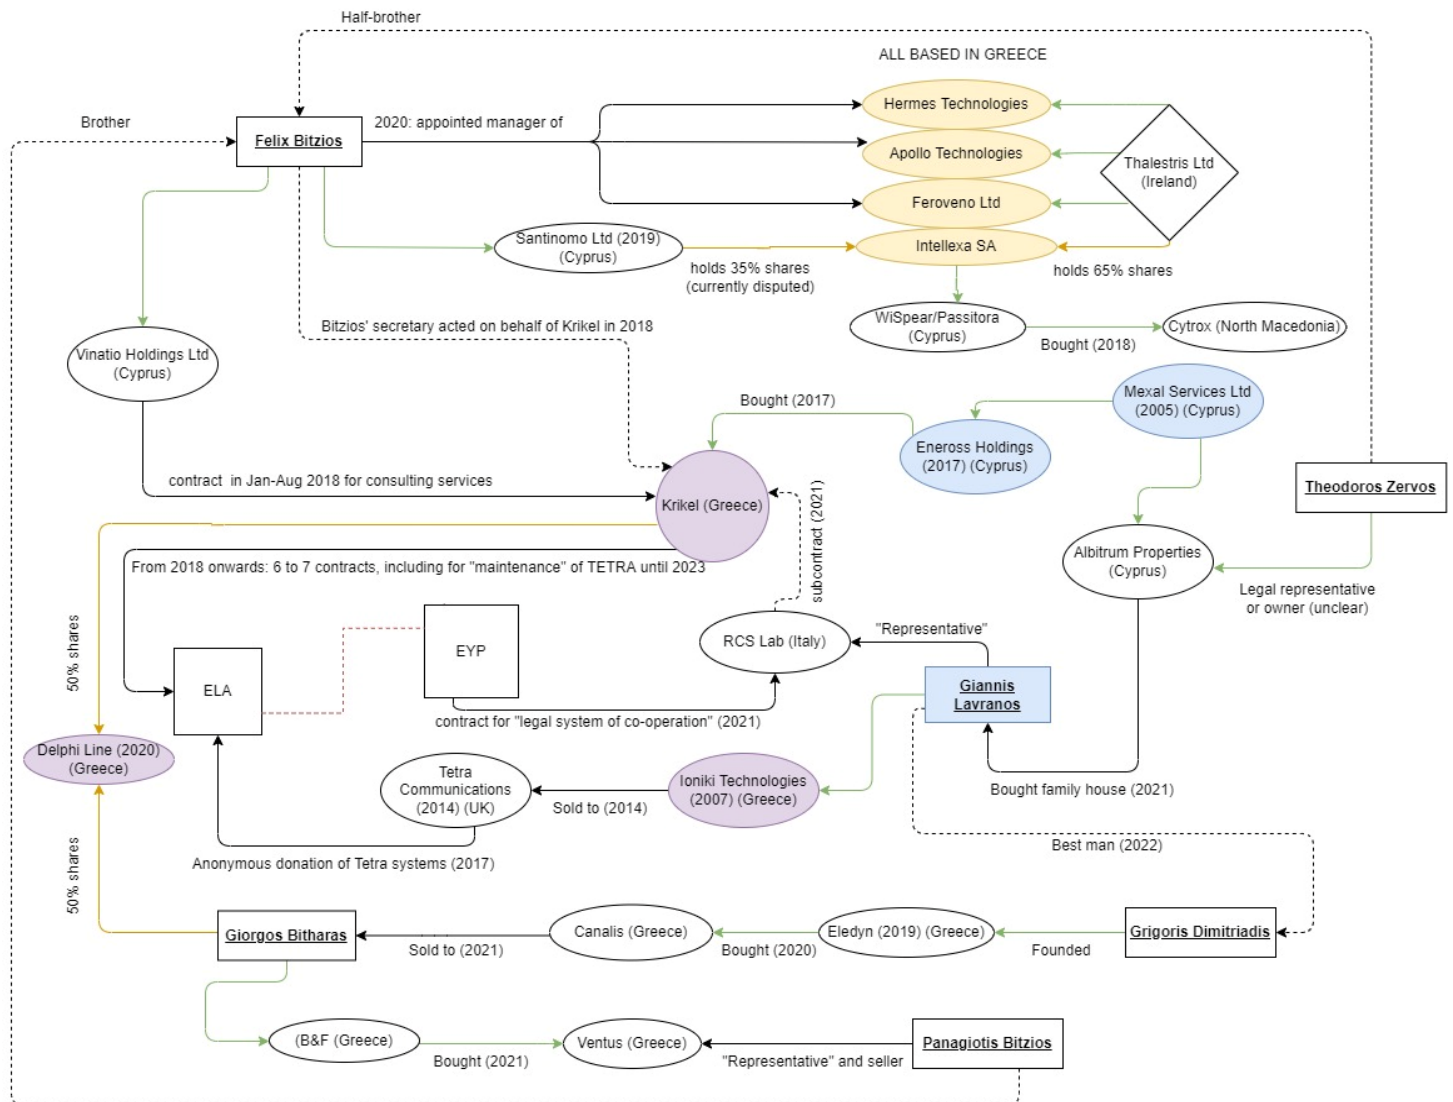 Half-brother
ALL BASED IN GREECE
Hermes Technologies
Brother
2020: appointed manager of
Felix Bitzios
Apollo Technologies
Thalestris Ltd
(Ireland)
Feroveno Ltd
Santinomo Ltd (2019)
(Cyprus)
Intellexa SA
holds 35% shares
(currently disputed)
holds 65% shares
WiSpear/Passitora
(Cyprus)
Cytrox (North Macedonia)
Bought (2018)
Bitzios' secretary acted on behalf of Krikel in 2018
Vinatio Holdings Ltd
(Cyprus)
Mexal Services Ltd
(2005) (Cyprus)
Bought (2017)
Eneross Holdings
(2017) (Cyprus)
contract  in Jan-Aug 2018 for consulting services
Krikel (Greece)
Theodoros Zervos
subcontract (2021)
Albitrum Properties
(Cyprus)
From 2018 onwards: 6 to 7 contracts, including for "maintenance" of TETRA until 2023
Legal representative
or owner (unclear)
50% shares
EYP
RCS Lab (Italy)
"Representative"
ELA
Giannis
Lavranos
contract for "legal system of co-operation" (2021)
Delphi Line (2020)
(Greece)
Tetra
Communications
(2014) (UK)
Sold to (2014)
Ioniki Technologies
(2007) (Greece)
Bought family house (2021)
Anonymous donation of Tetra systems (2017)
Best man (2022)
50% shares
Giorgos Bitharas
Sold to (2021)
Canalis (Greece)
Bought (2020)
Eledyn (2019) (Greece)
Founded
Grigoris Dimitriadis
(B&F (Greece)
Bought (2021)
Ventus (Greece)
"Representative" and seller
Panagiotis Bitzios